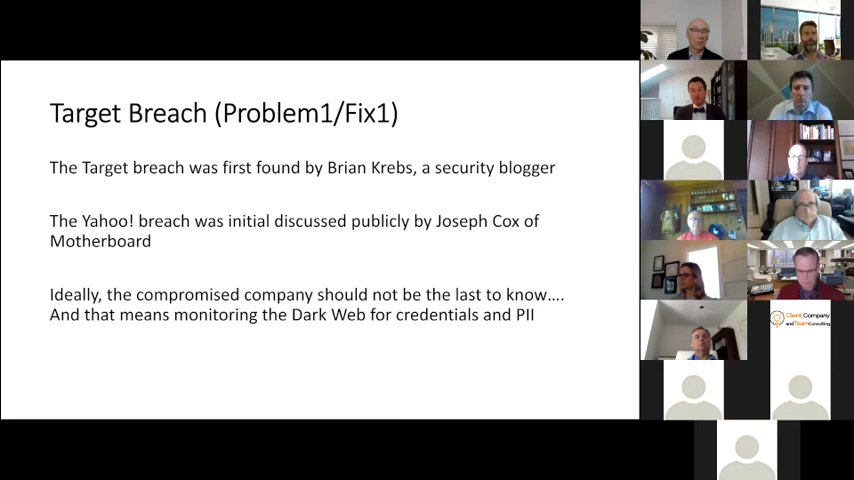 Target Breach (Problem1/Fix1)
The Target breach was first found by Brian Krebs, a security blogger
The Yahoo! breach was initial discussed publicly by Joseph Cox of
Motherboard
Ideally, the compromised company should not be the last to know....
And that means monitoring the Dark Web for credentials and PII
Client, Company
and Team Consulting